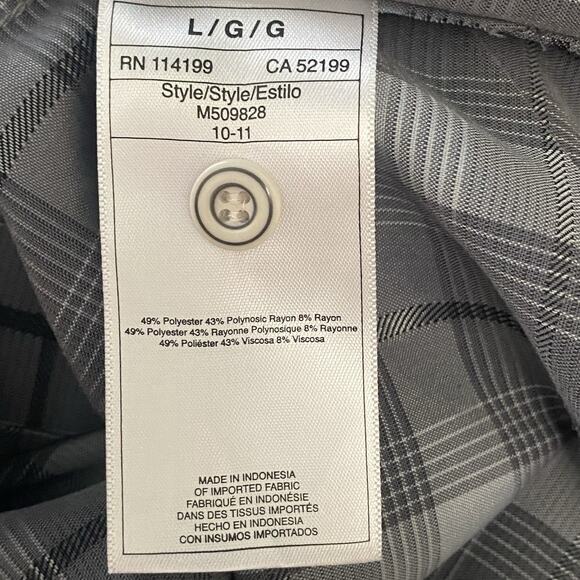 L/G/G
RN 114199 CA 52199
Style/Style/Estilo
M509828
10-11
49% Polyester 43% Polynosic Rayon 8% Rayon
49% Polyester 43% Rayonne Polynosique 8% Rayonne
49% Poliéster 43% Viscosa 8% Viscosa
MADE IN INDONESIA
OF IMPORTED FABRIC
FABRIQUÉ EN INDONÉSIE
DANS DES TISSUS IMPORTÉS
HECHO EN INDONESIA
CON INSUMOS IMPORTADOS